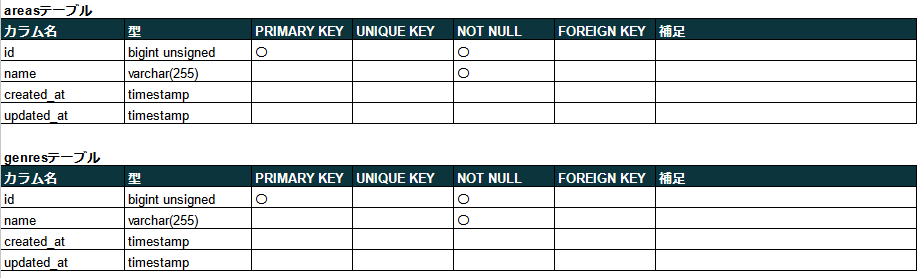 areasテーブル
カラム名 型 PRIMARY KEY UNIQUE KEY NOT NULL FOREIGN KEY 補足
id bigint unsigned ○ ○
name varchar(255) ○
created_at timestamp
updated_at timestamp
genresテーブル
カラム名 型 PRIMARY KEY UNIQUE KEY NOT NULL FOREIGN KEY 補足
id bigint unsigned ○ ○
name varchar(255) ○
created_at timestamp
updated_at timestamp